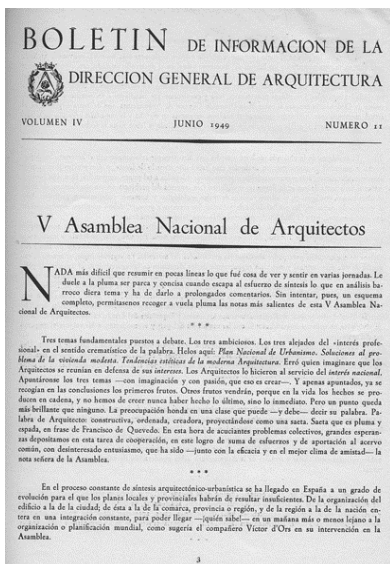 BOLETIN DE INFORMACION DE LA
DIRECCION GENERAL DE ARQUITECTURA
VOLUMEN IV JUNIO 1949 NUMERO 11
V Asamblea Nacional de Arquitectos
NADA más difícil que resumir en pocas líneas lo que fué cosa de ver y sentir en varias jornadas. Le
duele a la pluma ser parca y concisa cuando escapa al esfuerzo de síntesis lo que en análisis ba-
rroco diera tema y ha de darlo a prolongados comentarios. Sin intentar, pues, un esquema
completo, permítasenos recoger a vuela pluma las notas más salientes de esta V Asamblea Na-
cional de Arquitectos.
* * *
Tres temas fundamentales puestos a debate. Los tres ambiciosos. Los tres alejados del «interés profe-
sional» en el sentido crematístico de la palabra. Helos aquí: Plan Nacional de Urbanismo. Soluciones al pro-
blema de la vivienda modesta. Tendencias estéticas de la moderna Arquitectura. Erró quien imaginare que los
Arquitectos se reunían en defensa de sus intereses. Los Arquitectos lo hicieron al servicio del interés nacional.
Apuntáronse los tres temas —con imaginación y con pasión, que eso es crear—. Y apenas apuntados, ya se
recogían en las conclusiones los primeros frutos. Otros frutos vendrán, porque en la vida los hechos se pro-
ducen en cadena, y no hemos de creer nunca haber hecho lo último, sino lo inmediato. Pero un punto queda
más brillante que ninguno. La preocupación honda en una clase que puede —y debe— decir su palabra. Pa-
labra de Arquitecto: constructiva, ordenada, creadora, proyectándose como una saeta. Saeta que es pluma y
espada, en frase de Francisco de Quevedo. En esta hora de acuciantes problemas colectivos, grandes esperan-
zas depositamos en esta tarea de cooperación, en este logro de suma de esfuerzos y de aportación al acervo
común, con desinteresado entusiasmo, que ha sido —junto con la eficacia y en el mejor clima de amistad— la
nota señera de la Asamblea.
* * *
En el proceso constante de síntesis arquitectónico-urbanística se ha llegado en España a un grado de
evolución para el que los planes locales y provinciales habrán de resultar insuficientes. De la organización del
edificio a la de la ciudad; de ésta a la de la comarca, provincia o región, y de la región a la de la nación en-
tera en una integración constante, para poder llegar —¡quién sabe!— en un mañana más o menos lejano a la
organización o planificación mundial, como sugería el compañero Víctor d'Ors en su intervención en la
Asamblea.
3